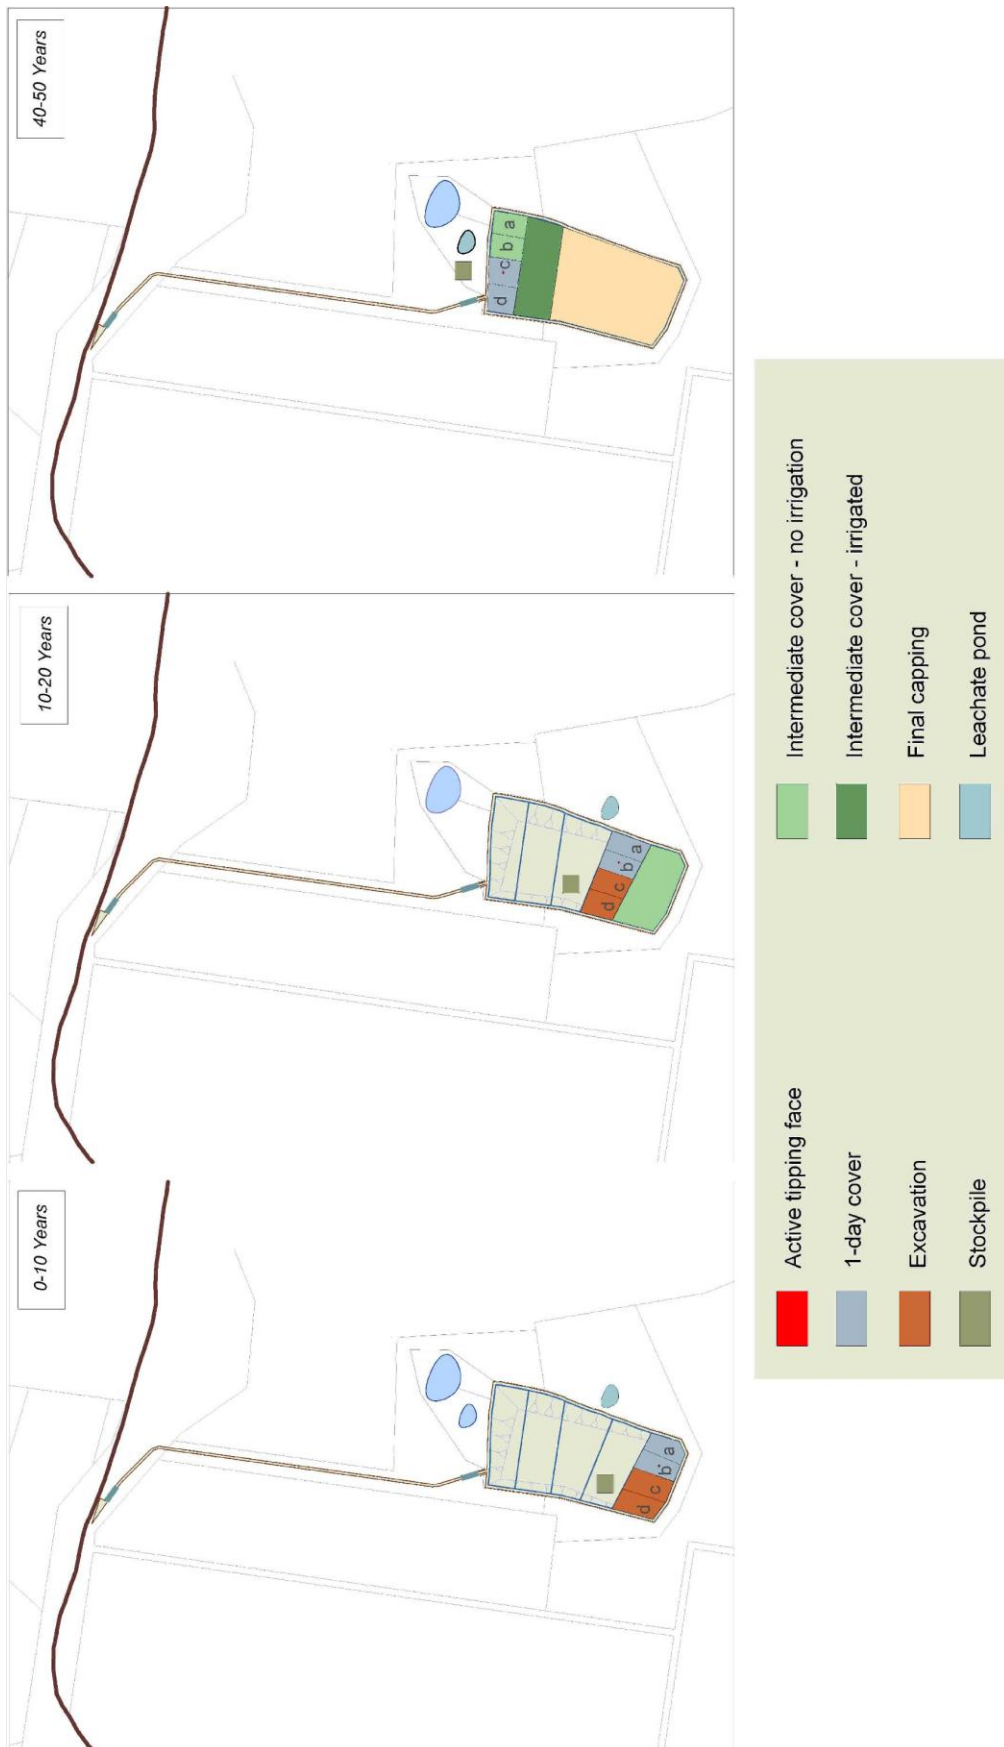 0-10 Years
d
c
b
a
10-20 Years
d
c
b
a
40-50 Years
d
c
b
a
Active tipping face
1-day cover
Excavation
Stockpile
Intermediate cover - no irrigation
Intermediate cover - irrigated
Final capping
Leachate pond